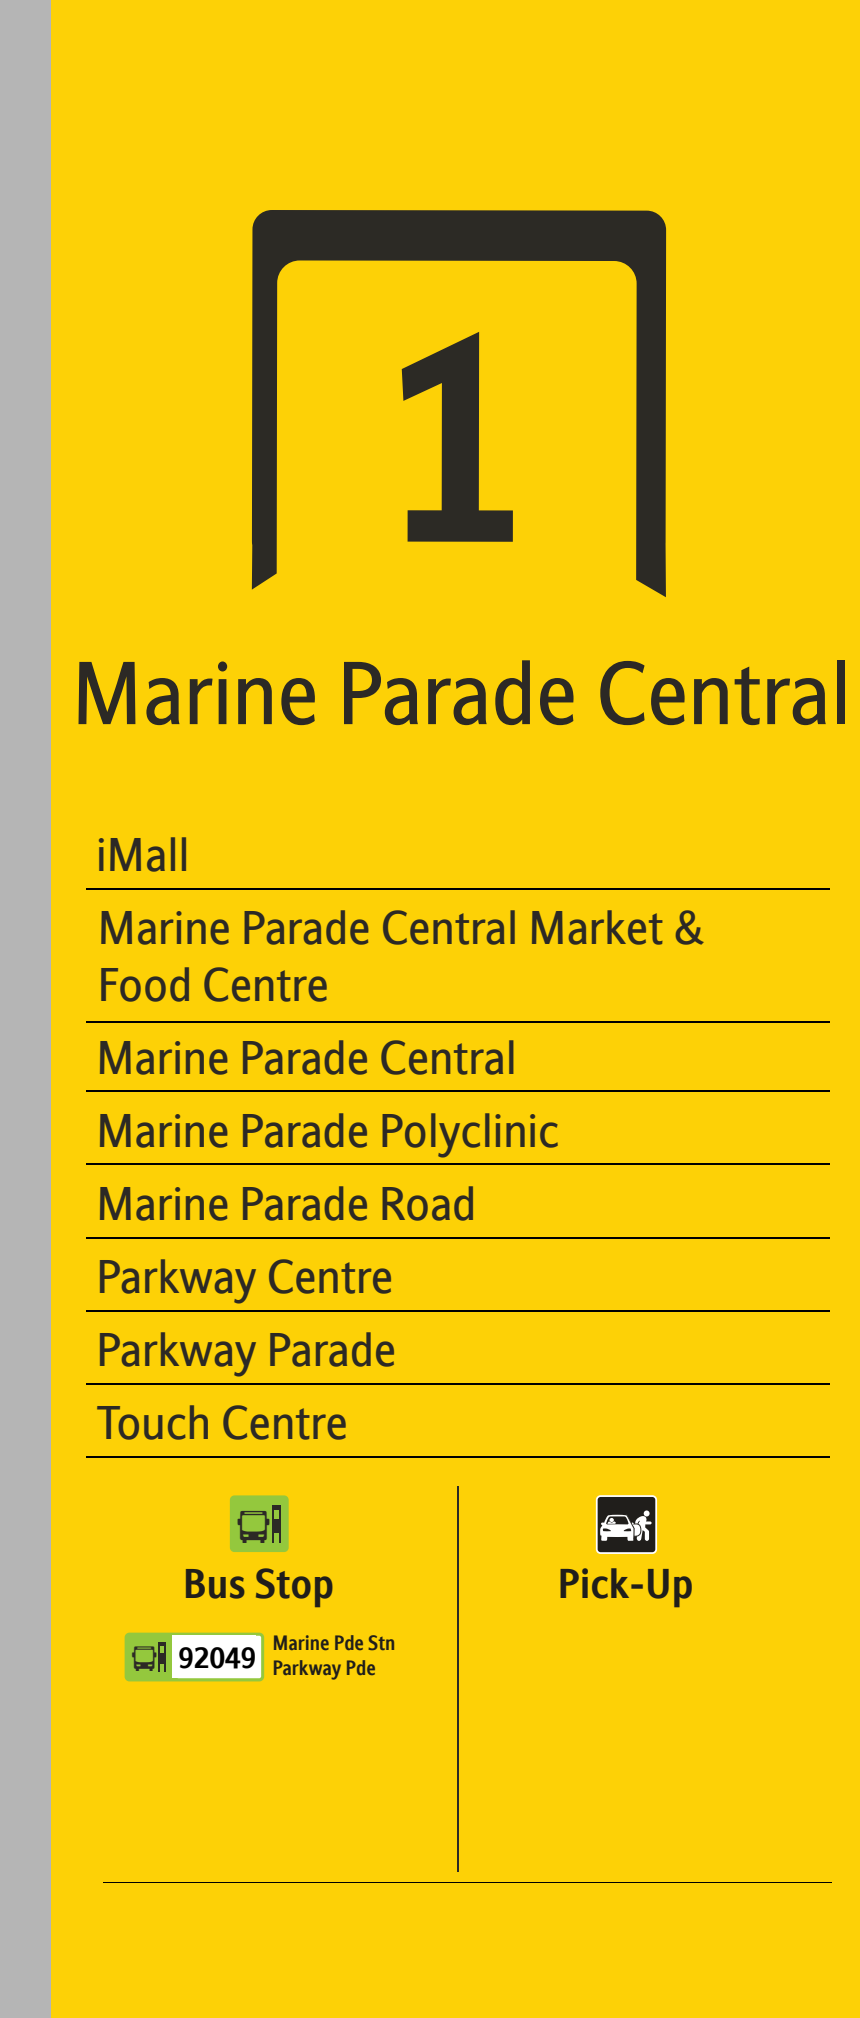 1
Marine Parade Central
iMall
Marine Parade Central Market &
Food Centre
Marine Parade Central
Marine Parade Polyclinic
Marine Parade Road
Parkway Centre
Parkway Parade
Touch Centre
Bus Stop
92049 Marine Pde Stn
Parkway Pde
Pick-Up